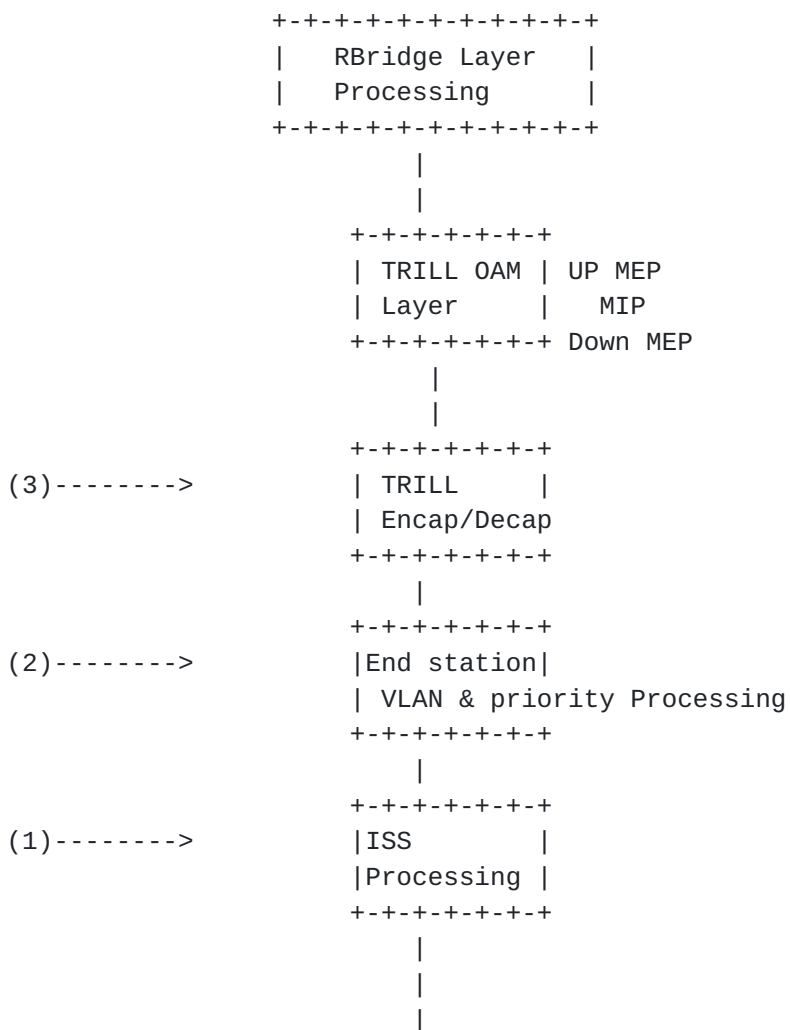 +-+-+-+-+-+-+-+-+-+-+
|   RBridge Layer   |
|   Processing      |
+-+-+-+-+-+-+-+-+-+-+
|
|
+-+-+-+-+-+-+
| TRILL OAM | UP MEP
| Layer     |   MIP
+-+-+-+-+-+-+ Down MEP
|
|
+-+-+-+-+-+-+
(3)--------> | TRILL     |
| Encap/Decap
+-+-+-+-+-+-+
|
+-+-+-+-+-+-+
(2)--------> |End station|
| VLAN & priority Processing
+-+-+-+-+-+-+
|
+-+-+-+-+-+-+
(1)--------> |ISS        |
|Processing |
+-+-+-+-+-+-+
|
|
|